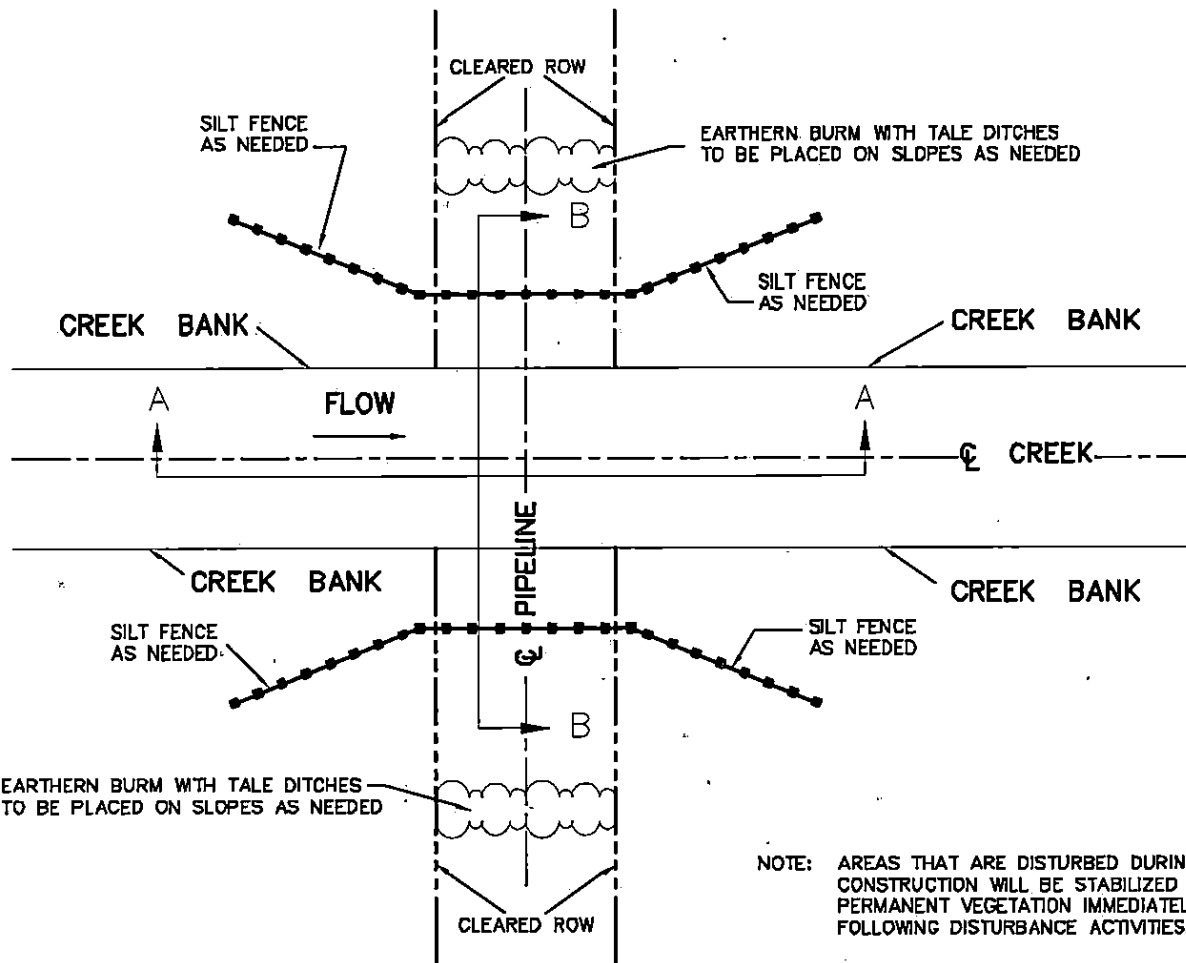 CLEARED ROW
SILT FENCE
AS NEEDED
EARTHERN BURM WITH TALE DITCHES
TO BE PLACED ON SLOPES AS NEEDED
B
SILT FENCE
AS NEEDED
CREEK BANK
CREEK BANK
A
FLOW
A
℄ CREEK
PIPELINE
℄
CREEK BANK
CREEK BANK
SILT FENCE
AS NEEDED
SILT FENCE
AS NEEDED
B
EARTHERN BURM WITH TALE DITCHES
TO BE PLACED ON SLOPES AS NEEDED
CLEARED ROW
NOTE: AREAS THAT ARE DISTURBED DURIN
CONSTRUCTION WILL BE STABILIZED
PERMANENT VEGETATION IMMEDIATEL
FOLLOWING DISTURBANCE ACTIVITIES